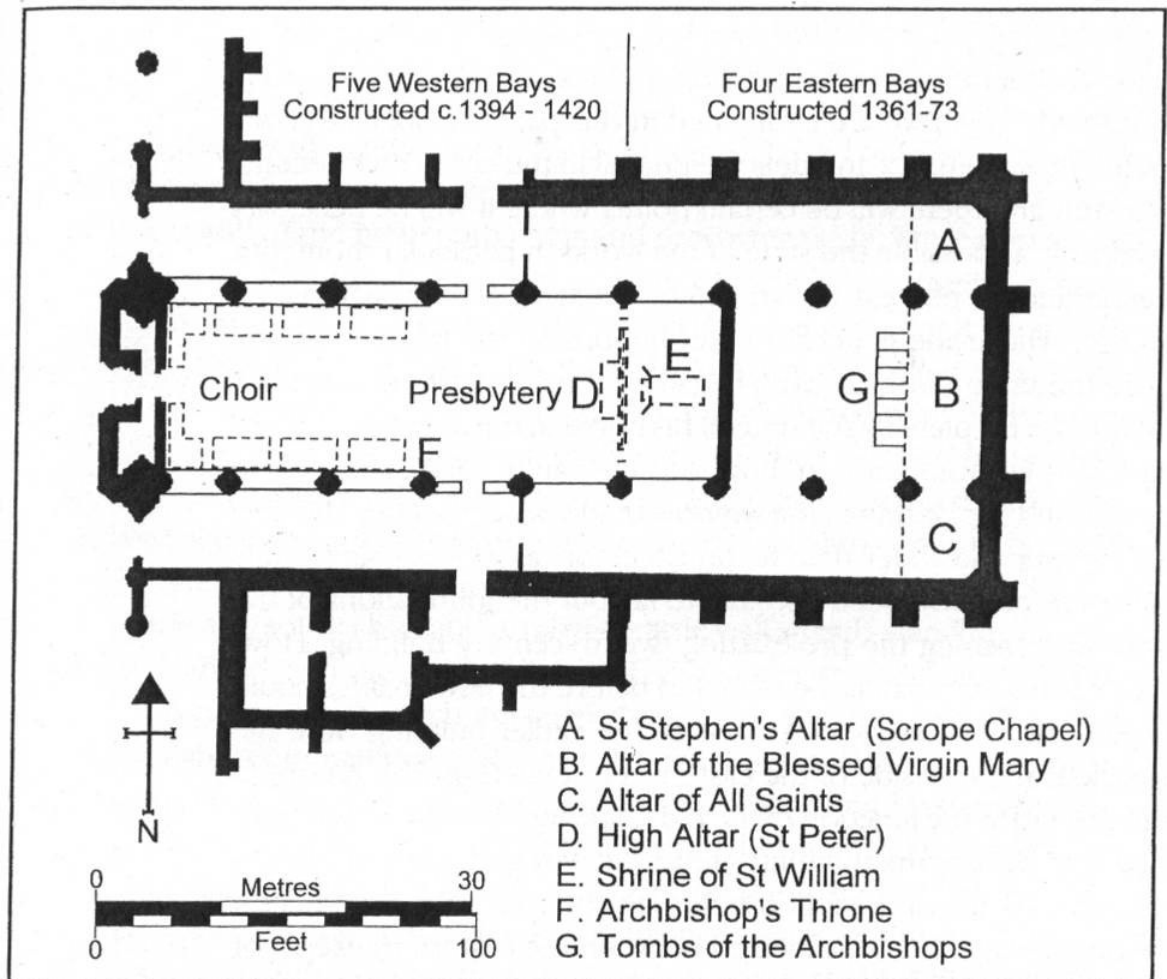 Five Western Bays
Constructed c.1394 - 1420
Four Eastern Bays
Constructed 1361-73
A
E
Choir
Presbytery D
G
B
F
C
N
A. St Stephen's Altar (Scrope Chapel)
B. Altar of the Blessed Virgin Mary
C. Altar of All Saints
D. High Altar (St Peter)
E. Shrine of St William
F. Archbishop's Throne
G. Tombs of the Archbishops
0 Metres 30
0 Feet 100